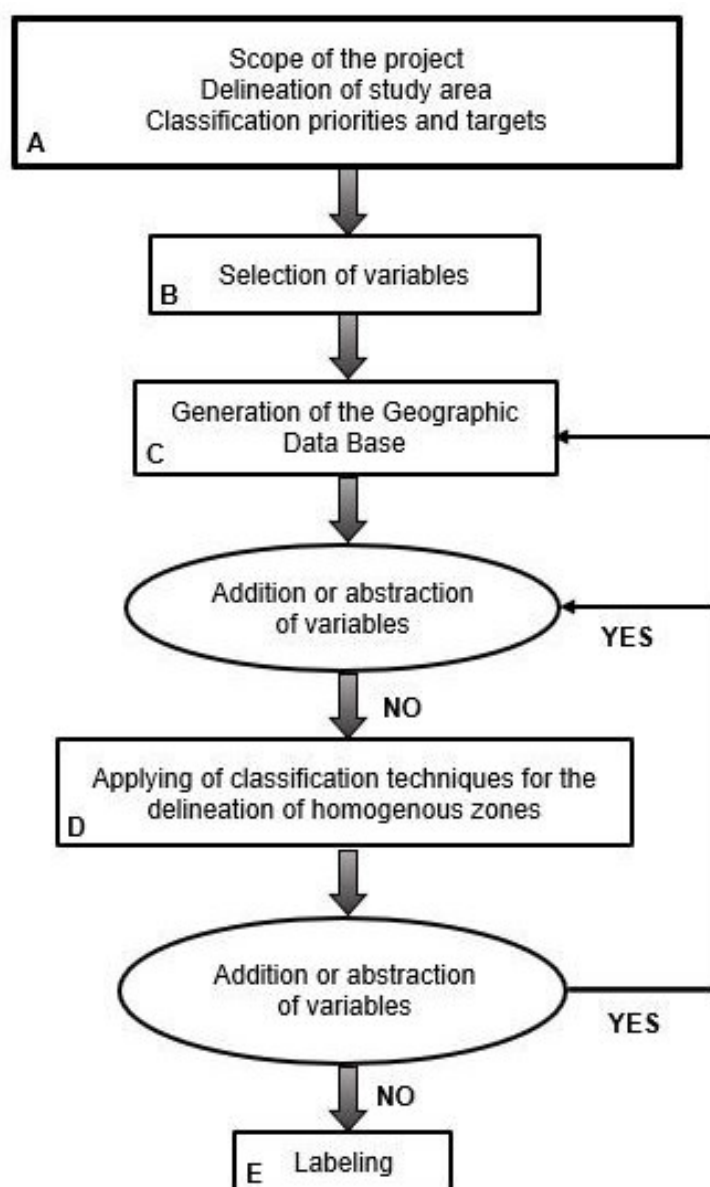 Scope of the project
Delineation of study area
Classification priorities and targets
A
Selection of variables
B
Generation of the Geographic
Data Base
C
Addition or abstraction
of variables
YES
NO
Applying of classification techniques for the
delineation of homogenous zones
D
Addition or abstraction
of variables
YES
NO
Labeling
E